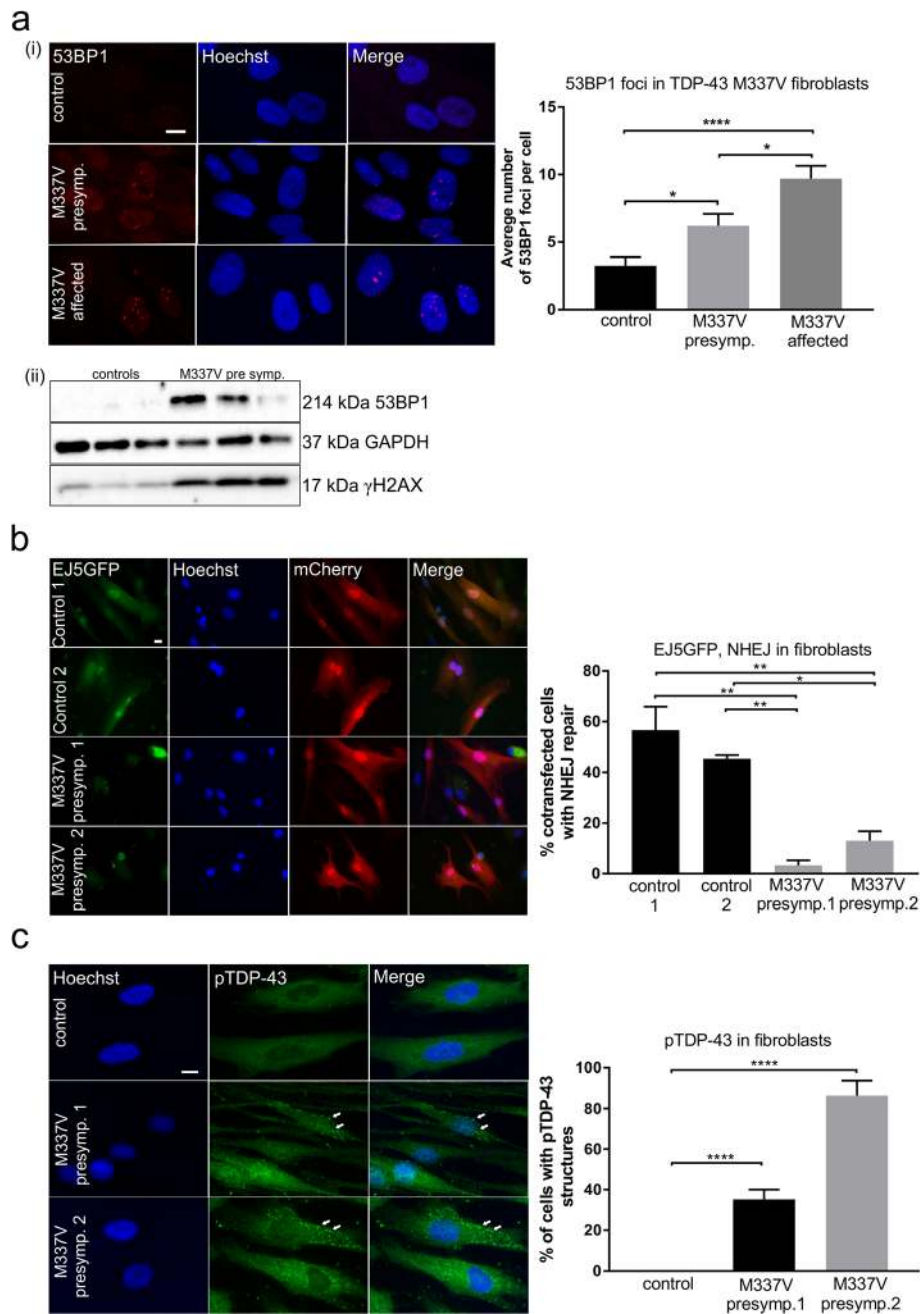 a
(i)
53BP1 Hoechst Merge
control
M337V
presymp.
M337V
affected
53BP1 foci in TDP-43 M337V fibroblasts
Averege number
of 53BP1 foci per cell
15
10
5
0
****
*
*
control M337V presymp. M337V affected
(ii)
controls M337V pre symp.
214 kDa 53BP1
37 kDa GAPDH
17 kDa γH2AX
b
EJ5GFP Hoechst mCherry Merge
Control 1
Control 2
M337V
presymp. 1
M337V
presymp. 2
EJ5GFP, NHEJ in fibroblasts
% cotransfected cells
with NHEJ repair
80
60
40
20
0
**
*
**
**
control 1 control 2 M337V presymp.1 M337V presymp.2
c
Hoechst pTDP-43 Merge
control
M337V
presymp. 1
M337V
presymp. 2
pTDP-43 in fibroblasts
% of cells with pTDP-43
structures
100
80
60
40
20
0
****
****
control M337V presymp.1 M337V presymp.2